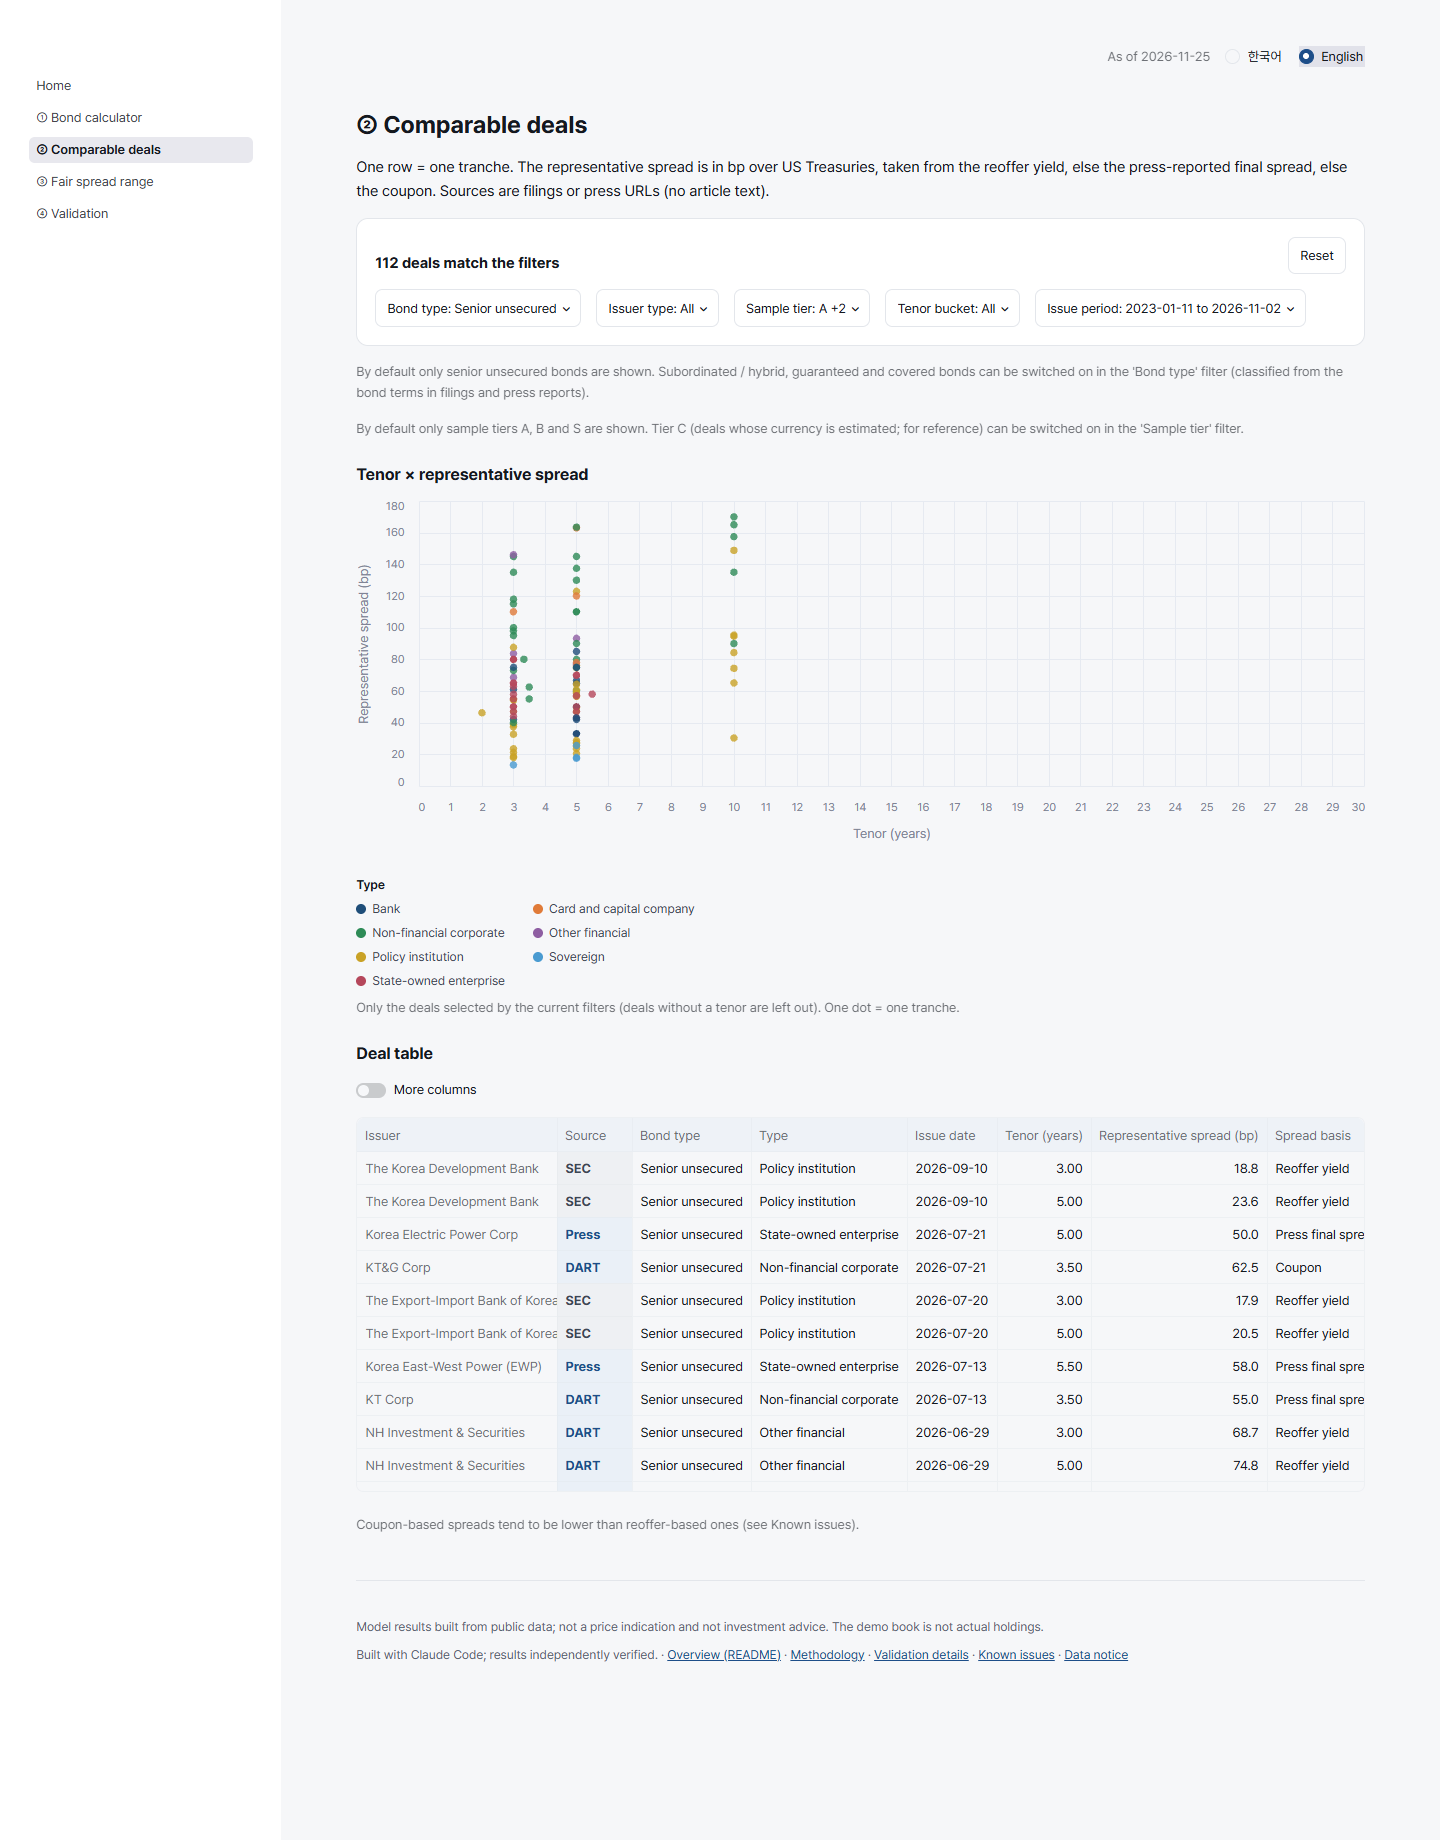 Home
① Bond calculator
② Comparable deals
③ Fair spread range
④ Validation
As of 2026-11-25
한국어
English
② Comparable deals
One row = one tranche. The representative spread is in bp over US Treasuries, taken from the reoffer yield, else the press-reported final spread, else
the coupon. Sources are filings or press URLs (no article text).
112 deals match the filters
Reset
Bond type: Senior unsecured
Issuer type: All
Sample tier: A +2
Tenor bucket: All
Issue period: 2023-01-11 to 2026-11-02
By default only senior unsecured bonds are shown. Subordinated / hybrid, guaranteed and covered bonds can be switched on in the 'Bond type' filter (classified from the
bond terms in filings and press reports).
By default only sample tiers A, B and S are shown. Tier C (deals whose currency is estimated; for reference) can be switched on in the 'Sample tier' filter.
Tenor × representative spread
Representative spread (bp)
180
160
140
120
100
80
60
40
20
0
0 1 2 3 4 5 6 7 8 9 10 11 12 13 14 15 16 17 18 19 20 21 22 23 24 25 26 27 28 29 30
Tenor (years)
Type
Bank
Card and capital company
Non-financial corporate
Other financial
Policy institution
Sovereign
State-owned enterprise
Only the deals selected by the current filters (deals without a tenor are left out). One dot = one tranche.
Deal table
More columns
Issuer Source Bond type Type Issue date Tenor (years) Representative spread (bp) Spread basis
The Korea Development Bank SEC Senior unsecured Policy institution 2026-09-10 3.00 18.8 Reoffer yield
The Korea Development Bank SEC Senior unsecured Policy institution 2026-09-10 5.00 23.6 Reoffer yield
Korea Electric Power Corp Press Senior unsecured State-owned enterprise 2026-07-21 5.00 50.0 Press final spre
KT&G Corp DART Senior unsecured Non-financial corporate 2026-07-21 3.50 62.5 Coupon
The Export-Import Bank of Korea SEC Senior unsecured Policy institution 2026-07-20 3.00 17.9 Reoffer yield
The Export-Import Bank of Korea SEC Senior unsecured Policy institution 2026-07-20 5.00 20.5 Reoffer yield
Korea East-West Power (EWP) Press Senior unsecured State-owned enterprise 2026-07-13 5.50 58.0 Press final spre
KT Corp DART Senior unsecured Non-financial corporate 2026-07-13 3.50 55.0 Press final spre
NH Investment & Securities DART Senior unsecured Other financial 2026-06-29 3.00 68.7 Reoffer yield
NH Investment & Securities DART Senior unsecured Other financial 2026-06-29 5.00 74.8 Reoffer yield
Coupon-based spreads tend to be lower than reoffer-based ones (see Known issues).
Model results built from public data; not a price indication and not investment advice. The demo book is not actual holdings.
Built with Claude Code; results independently verified. · Overview (README) · Methodology · Validation details · Known issues · Data notice